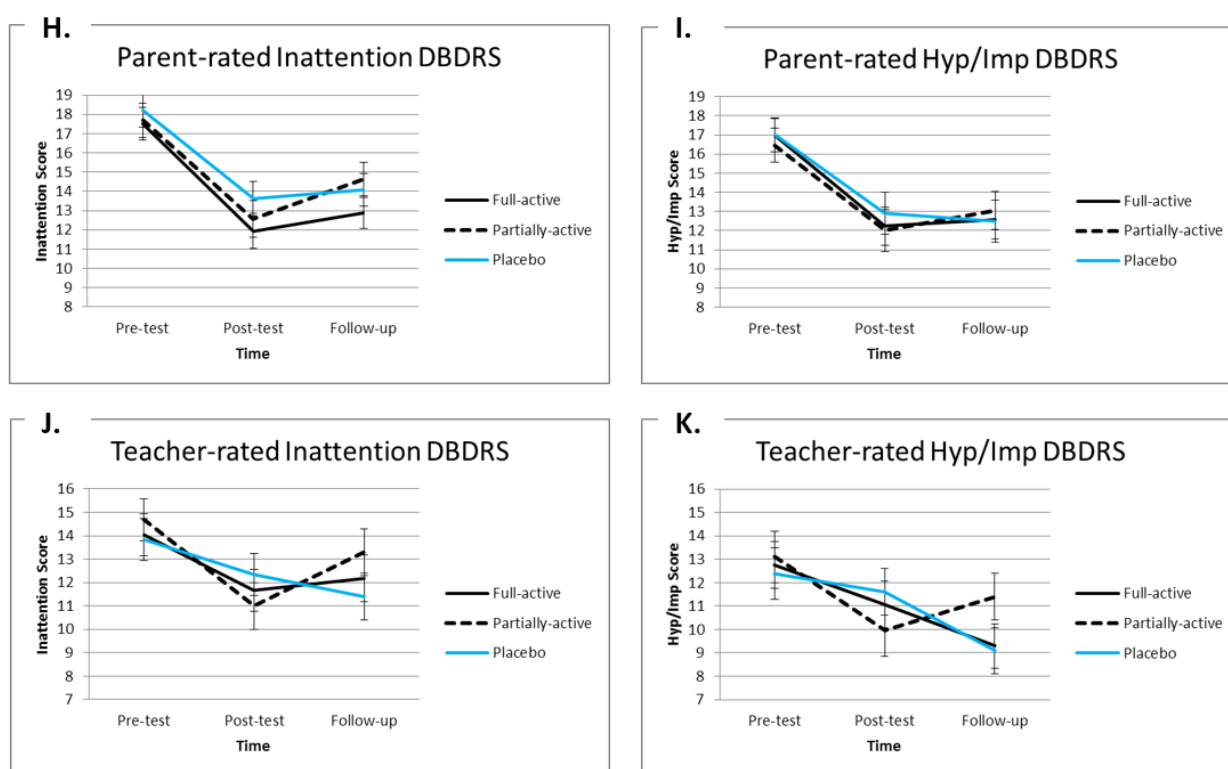 H.
Parent-rated Inattention DBDRS
19
18
17
16
15
14
13
12
11
10
9
8
Inattention Score
Pre-test Post-test Follow-up
Time
Full-active
Partially-active
Placebo
I.
Parent-rated Hyp/Imp DBDRS
19
18
17
16
15
14
13
12
11
10
9
8
Hyp/Imp Score
Pre-test Post-test Follow-up
Time
Full-active
Partially-active
Placebo
J.
Teacher-rated Inattention DBDRS
16
15
14
13
12
11
10
9
8
7
Inattention Score
Pre-test Post-test Follow-up
Time
Full-active
Partially-active
Placebo
K.
Teacher-rated Hyp/Imp DBDRS
16
15
14
13
12
11
10
9
8
7
Hyp/Imp Score
Pre-test Post-test Follow-up
Time
Full-active
Partially-active
Placebo